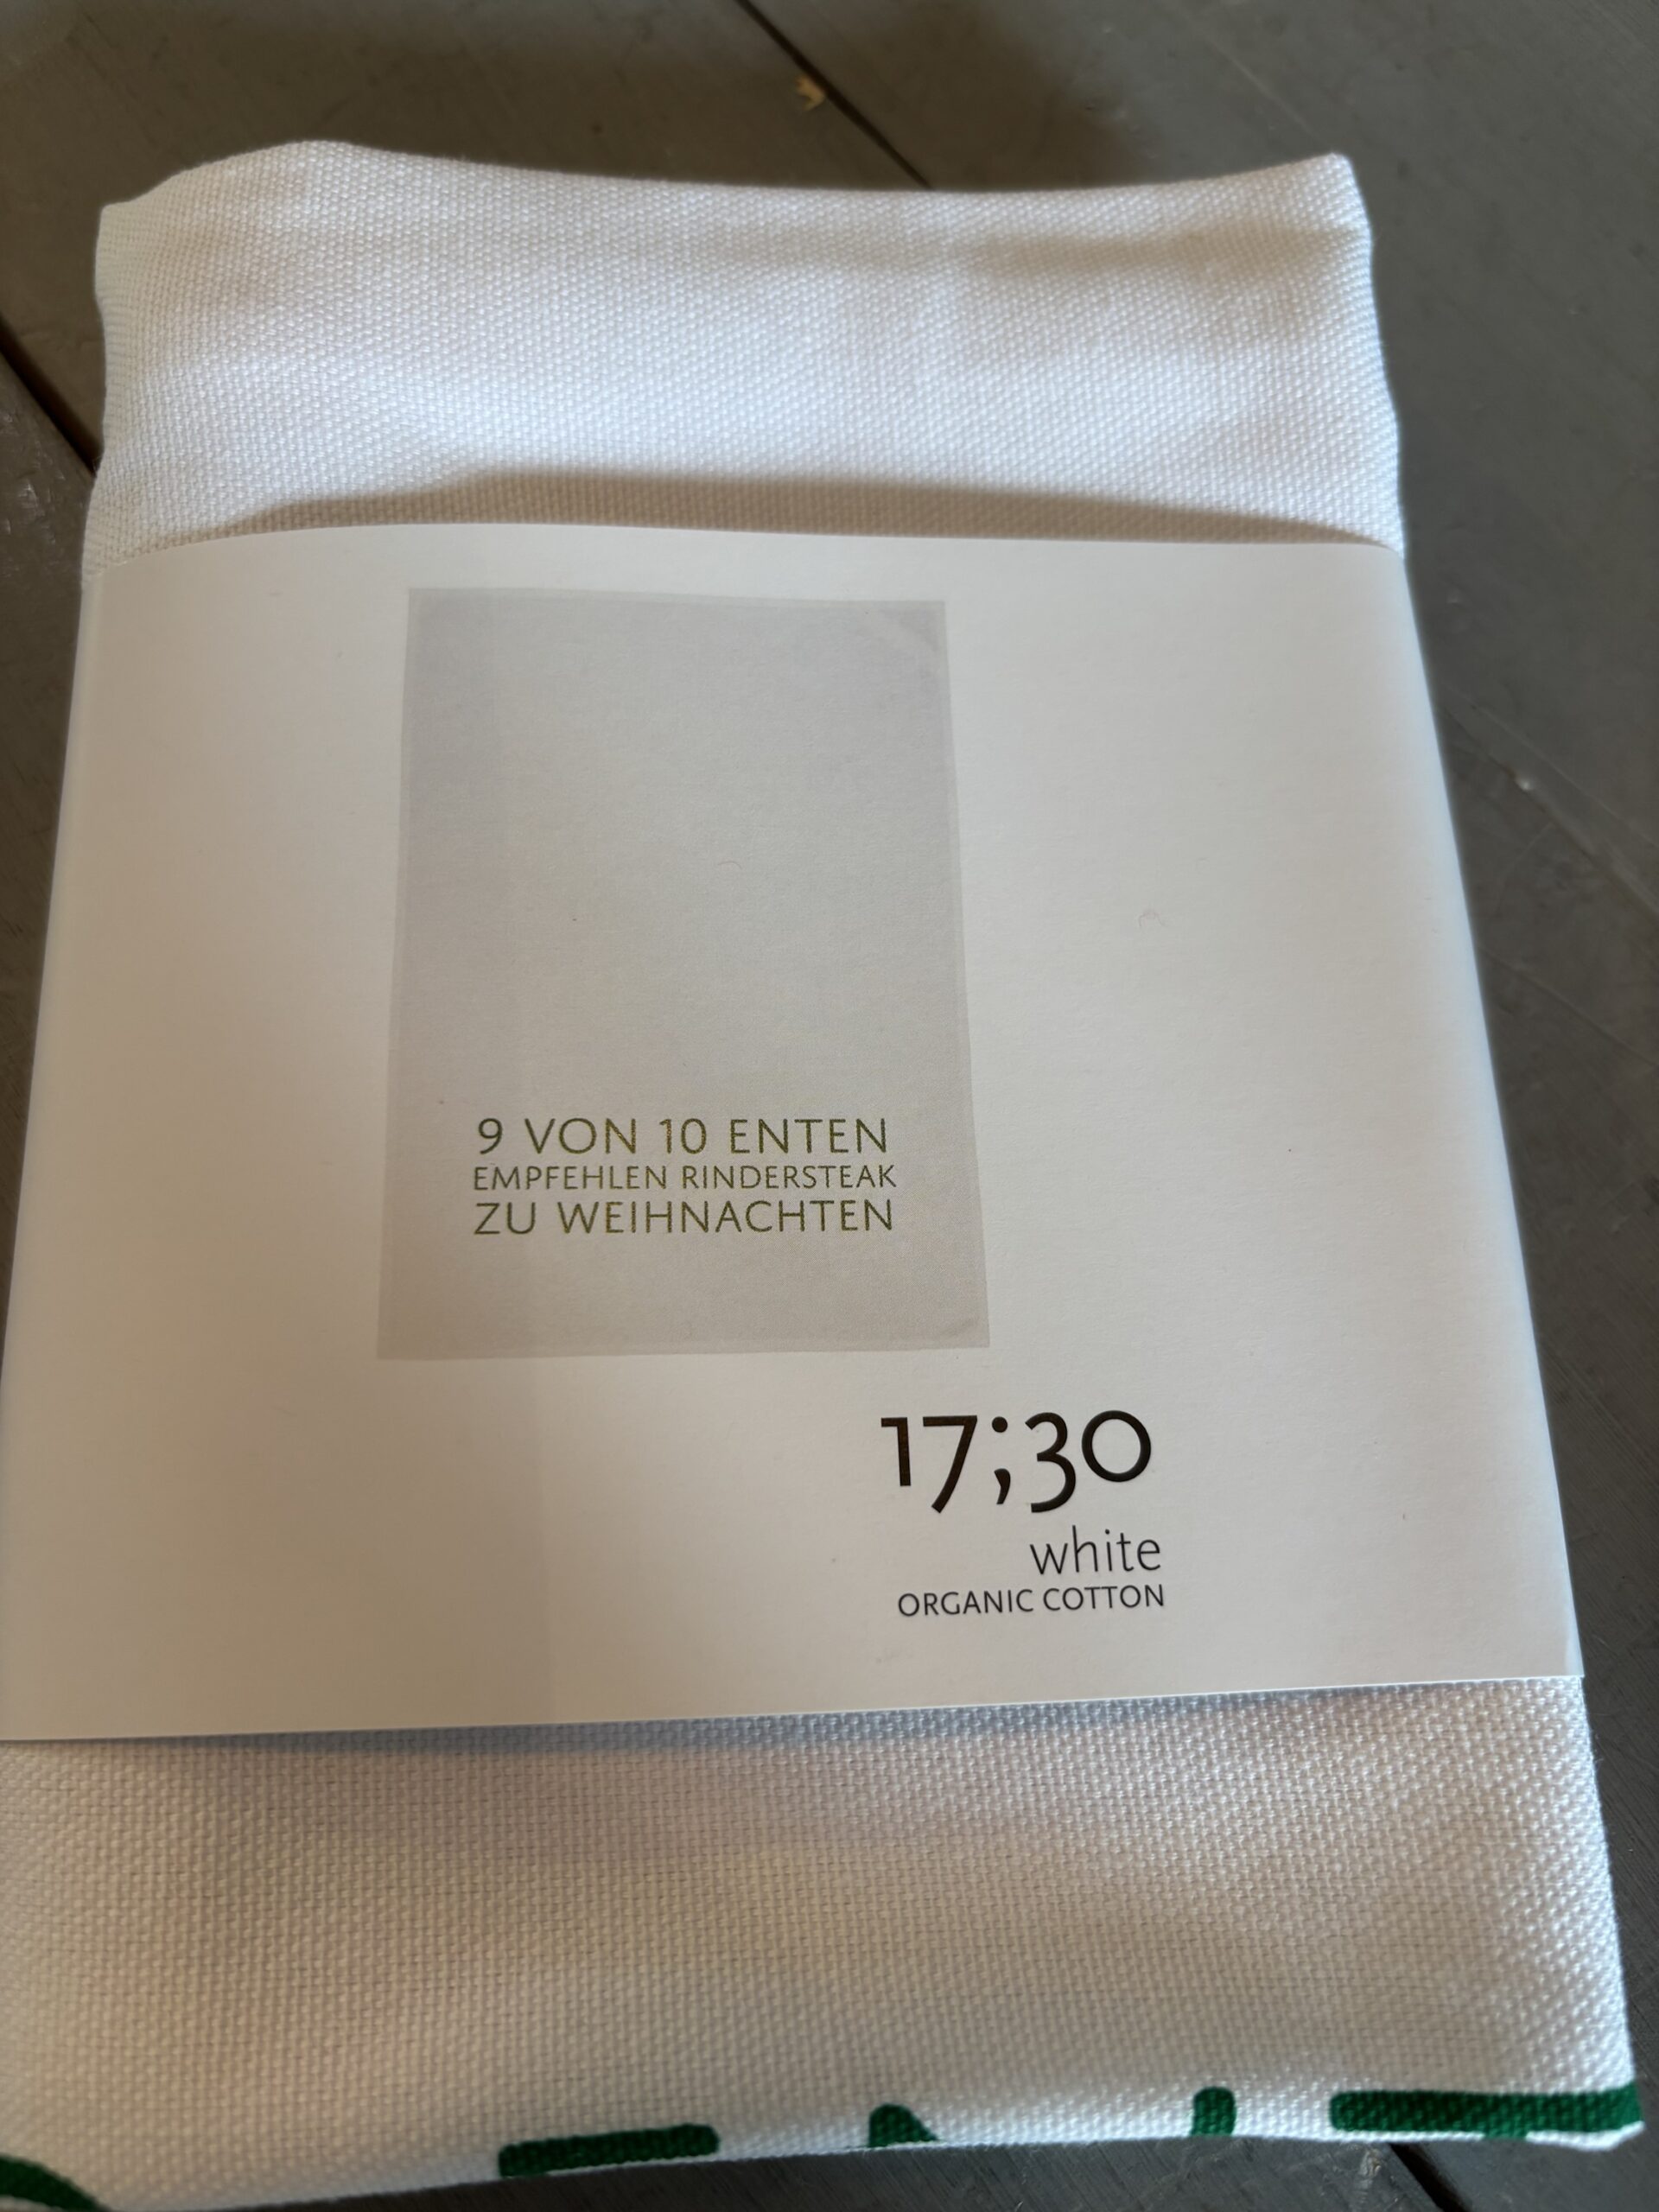 9 VON 10 ENTEN
EMPFEHLEN RINDERSTEAK
ZU WEIHNACHTEN
17;30
white
ORGANIC COTTON